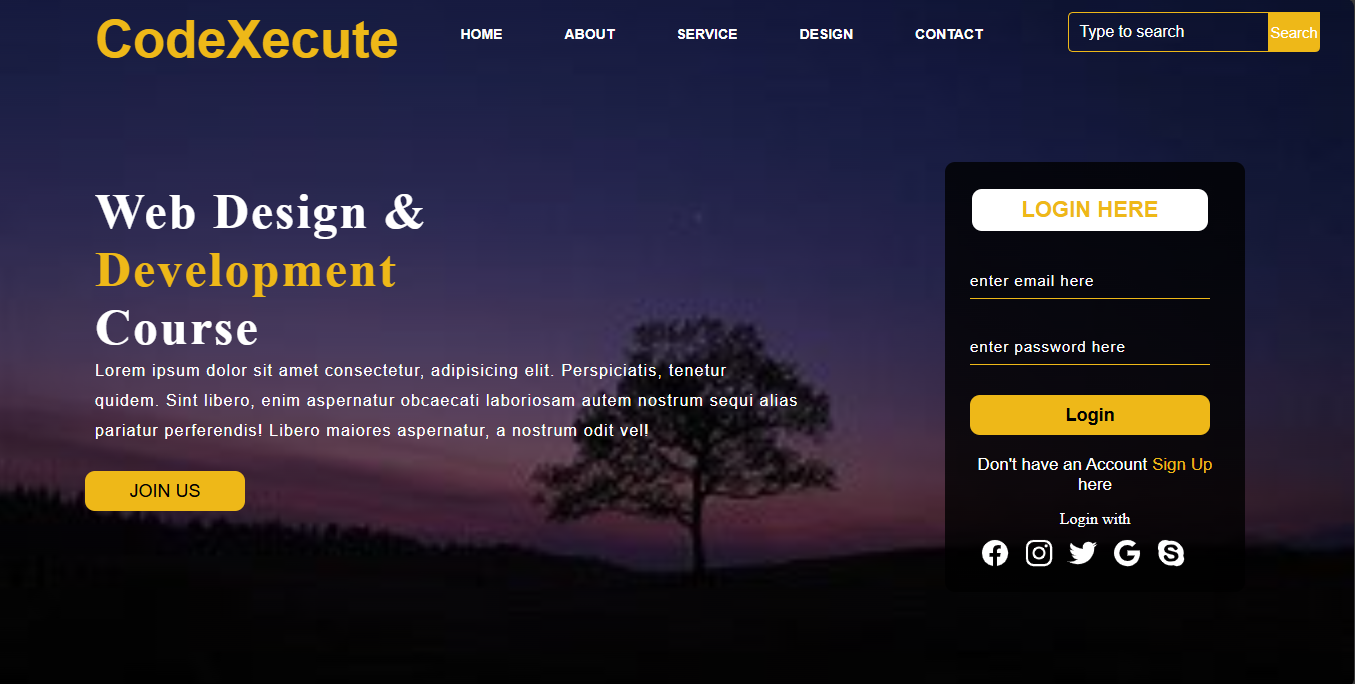 CodeXecute
HOME
ABOUT
SERVICE
DESIGN
CONTACT
Type to search
Search
Web Design &
Development
Course
Lorem ipsum dolor sit amet consectetur, adipisicing elit. Perspiciatis, tenetur
quidem. Sint libero, enim aspernatur obcaecati laboriosam autem nostrum sequi alias
pariatur perferendis! Libero maiores aspernatur, a nostrum odit vel!
JOIN US
LOGIN HERE
enter email here
enter password here
Login
Don't have an Account Sign Up
here
Login with